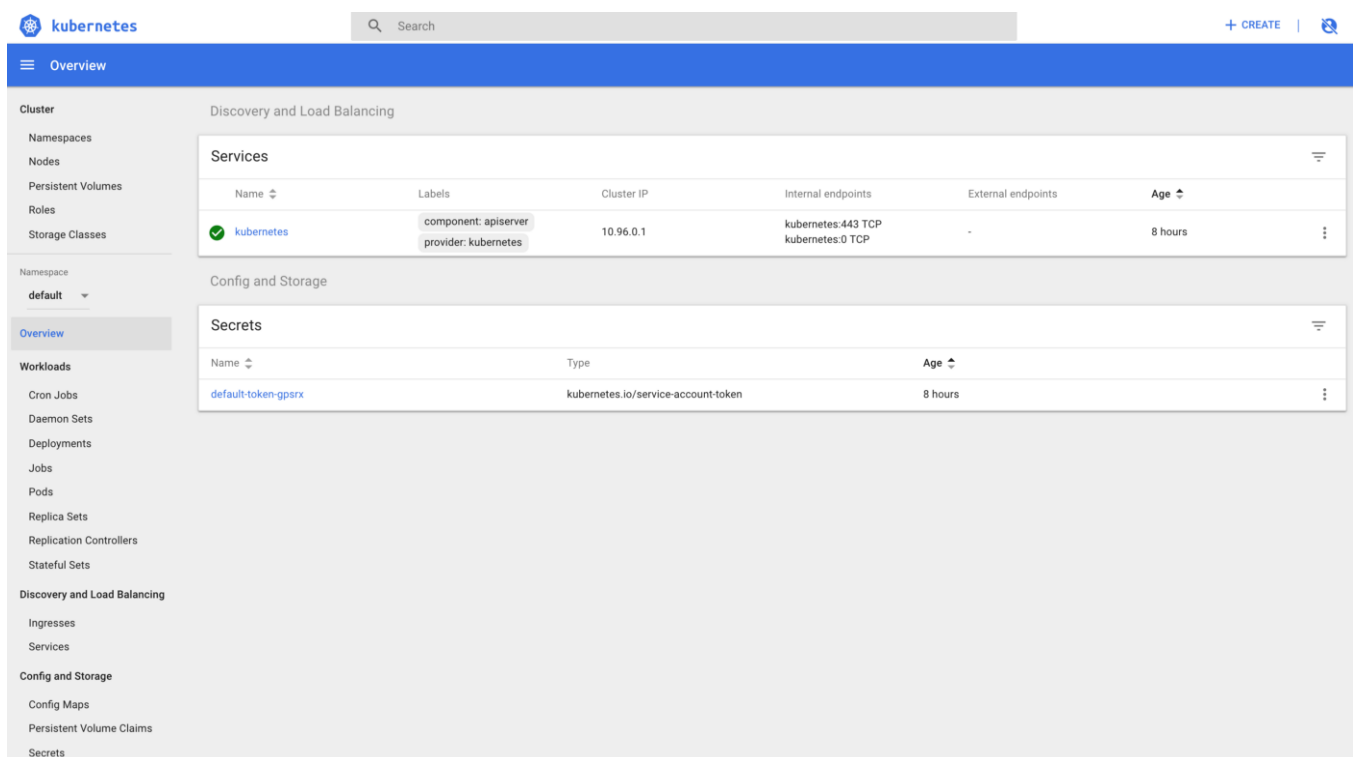 kubernetes
Search
+ CREATE |
Overview
Cluster
Namespaces
Nodes
Persistent Volumes
Roles
Storage Classes
Namespace
default
Overview
Workloads
Cron Jobs
Daemon Sets
Deployments
Jobs
Pods
Replica Sets
Replication Controllers
Stateful Sets
Discovery and Load Balancing
Ingresses
Services
Config and Storage
Config Maps
Persistent Volume Claims
Secrets
Discovery and Load Balancing
Services
Name Labels Cluster IP Internal endpoints External endpoints Age
kubernetes component: apiserver provider: kubernetes 10.96.0.1 kubernetes:443 TCP kubernetes:0 TCP - 8 hours
Config and Storage
Secrets
Name Type Age
default-token-gpsrx kubernetes.io/service-account-token 8 hours